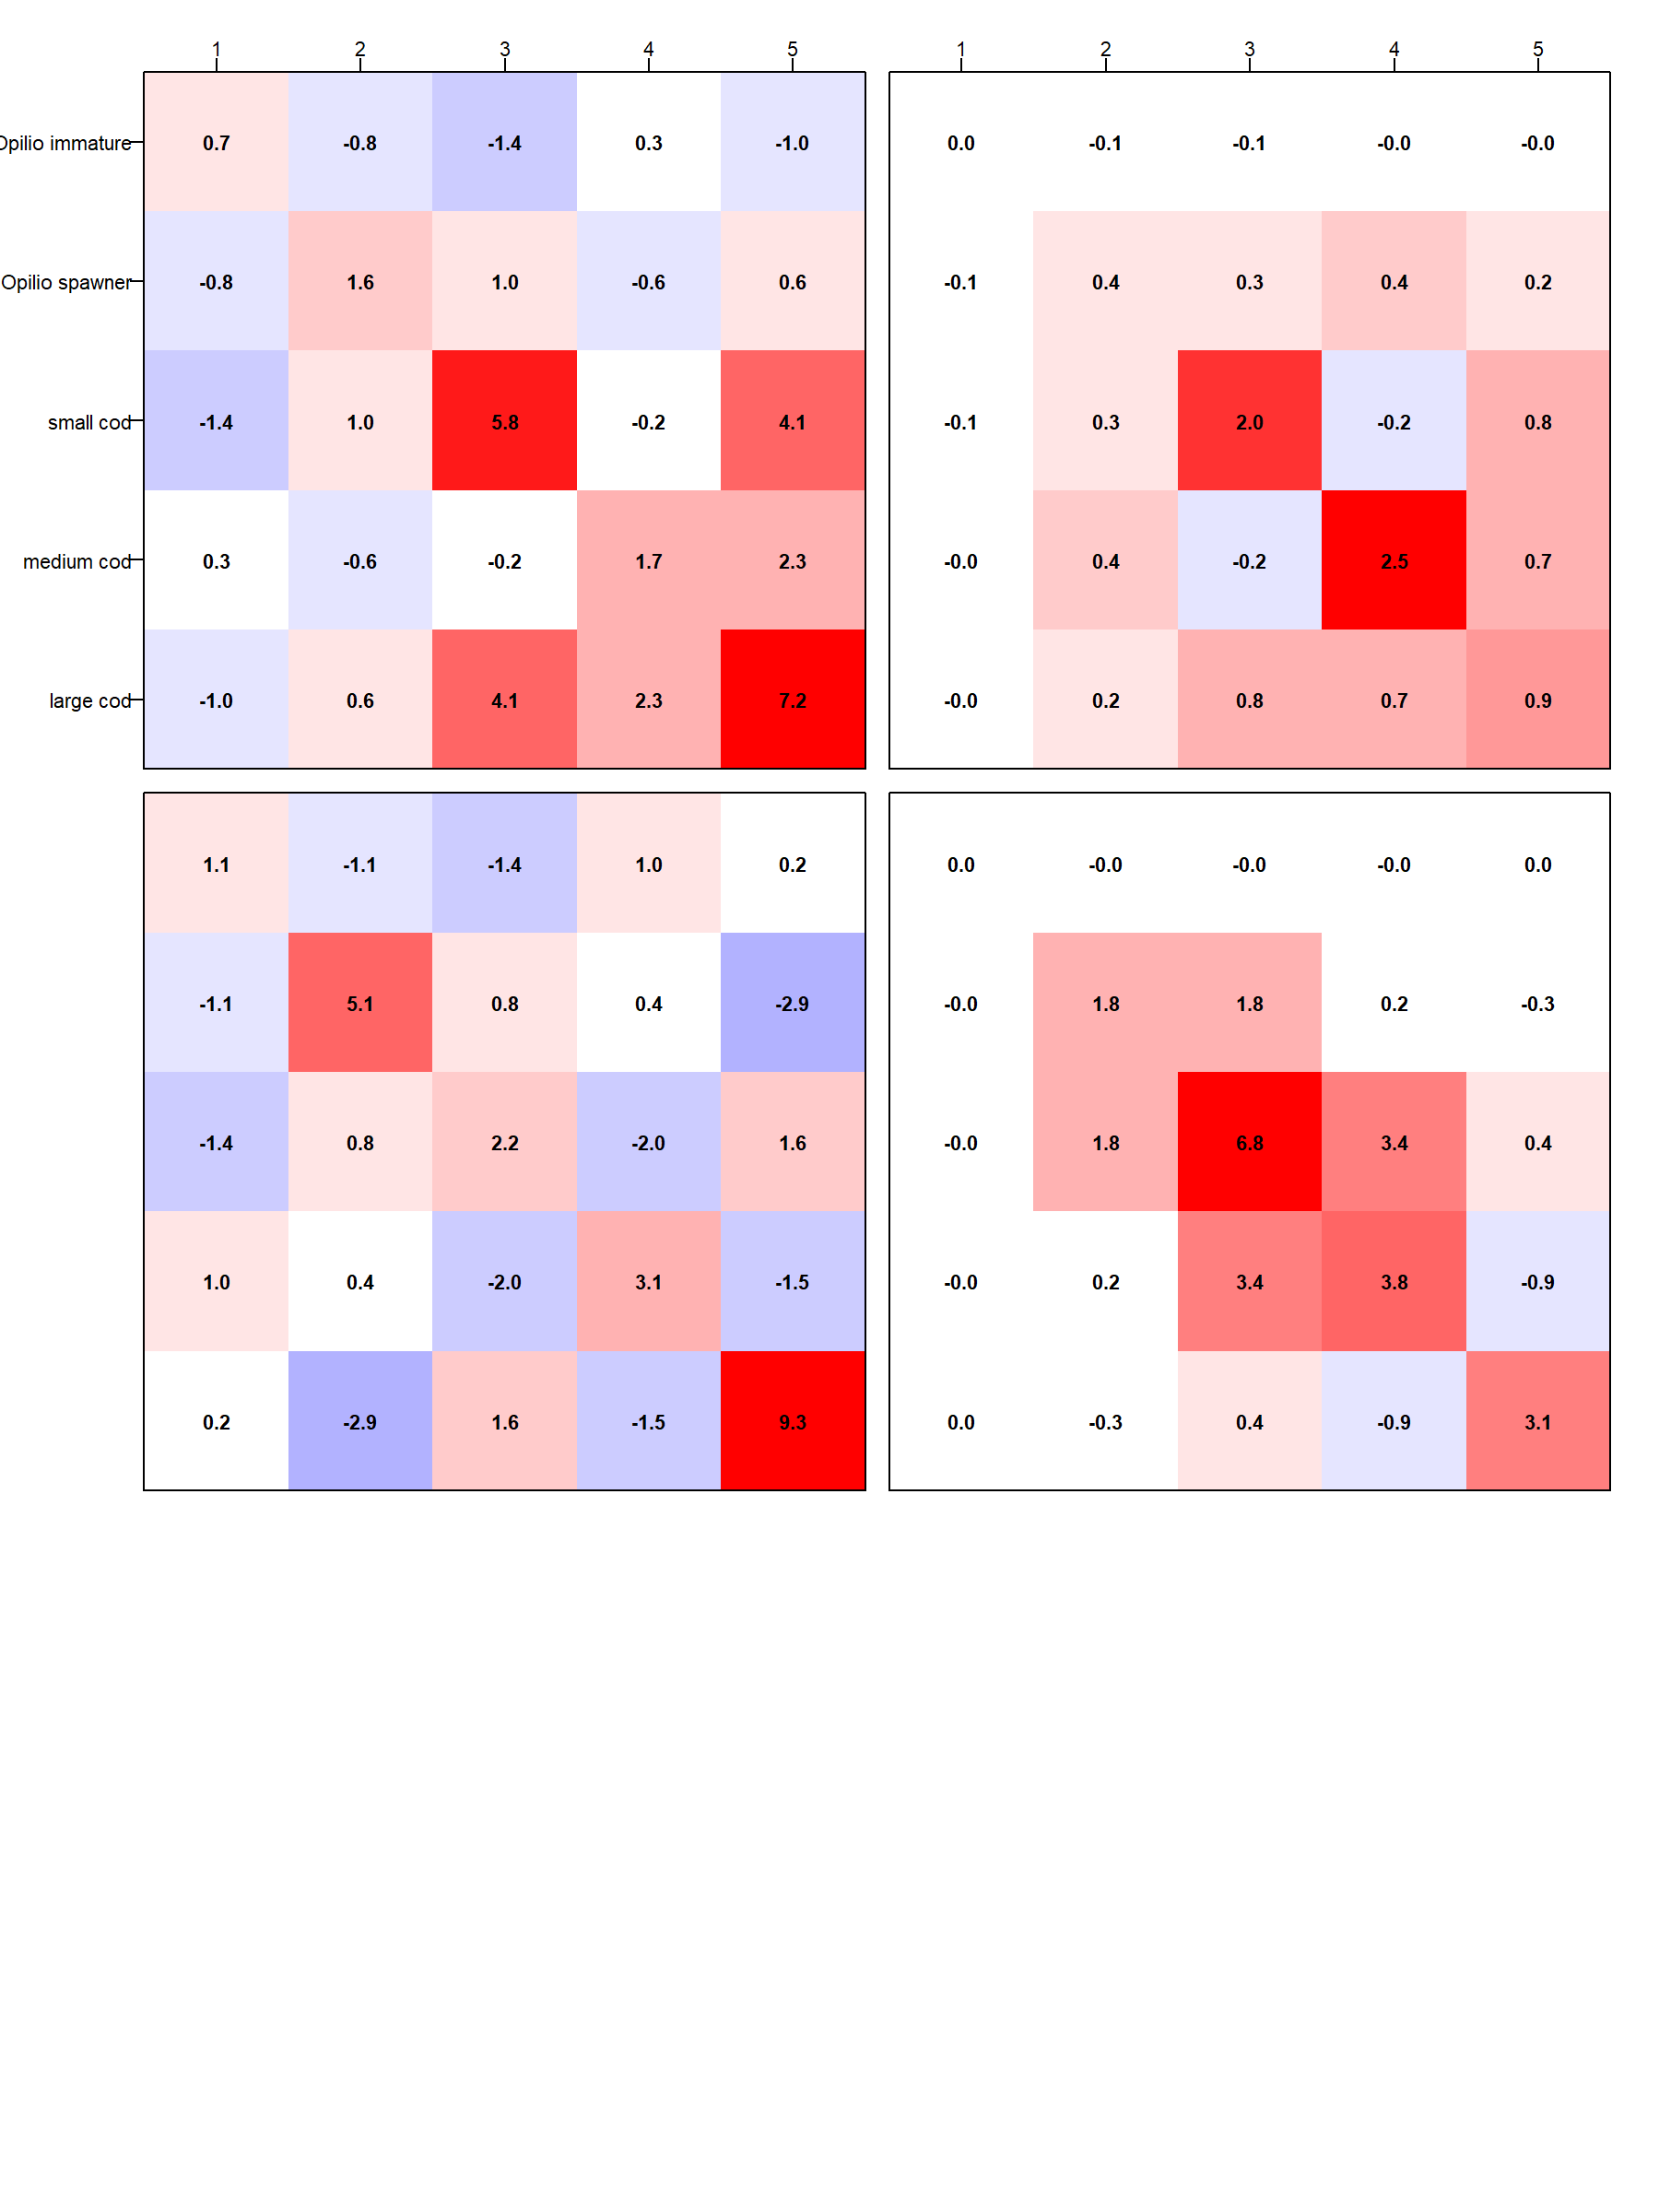 1 2 3 4 5 1 2 3 4 5
Opilio immature 0.7 -0.8 -1.4 0.3 -1.0 0.0 -0.1 -0.1 -0.0 -0.0
Opilio spawner -0.8 1.6 1.0 -0.6 0.6 -0.1 0.4 0.3 0.4 0.2
small cod -1.4 1.0 5.8 -0.2 4.1 -0.1 0.3 2.0 -0.2 0.8
medium cod 0.3 -0.6 -0.2 1.7 2.3 -0.0 0.4 -0.2 2.5 0.7
large cod -1.0 0.6 4.1 2.3 7.2 -0.0 0.2 0.8 0.7 0.9
1.1 -1.1 -1.4 1.0 0.2 0.0 -0.0 -0.0 -0.0 0.0
-1.1 5.1 0.8 0.4 -2.9 -0.0 1.8 1.8 0.2 -0.3
-1.4 0.8 2.2 -2.0 1.6 -0.0 1.8 6.8 3.4 0.4
1.0 0.4 -2.0 3.1 -1.5 -0.0 0.2 3.4 3.8 -0.9
0.2 -2.9 1.6 -1.5 9.3 0.0 -0.3 0.4 -0.9 3.1